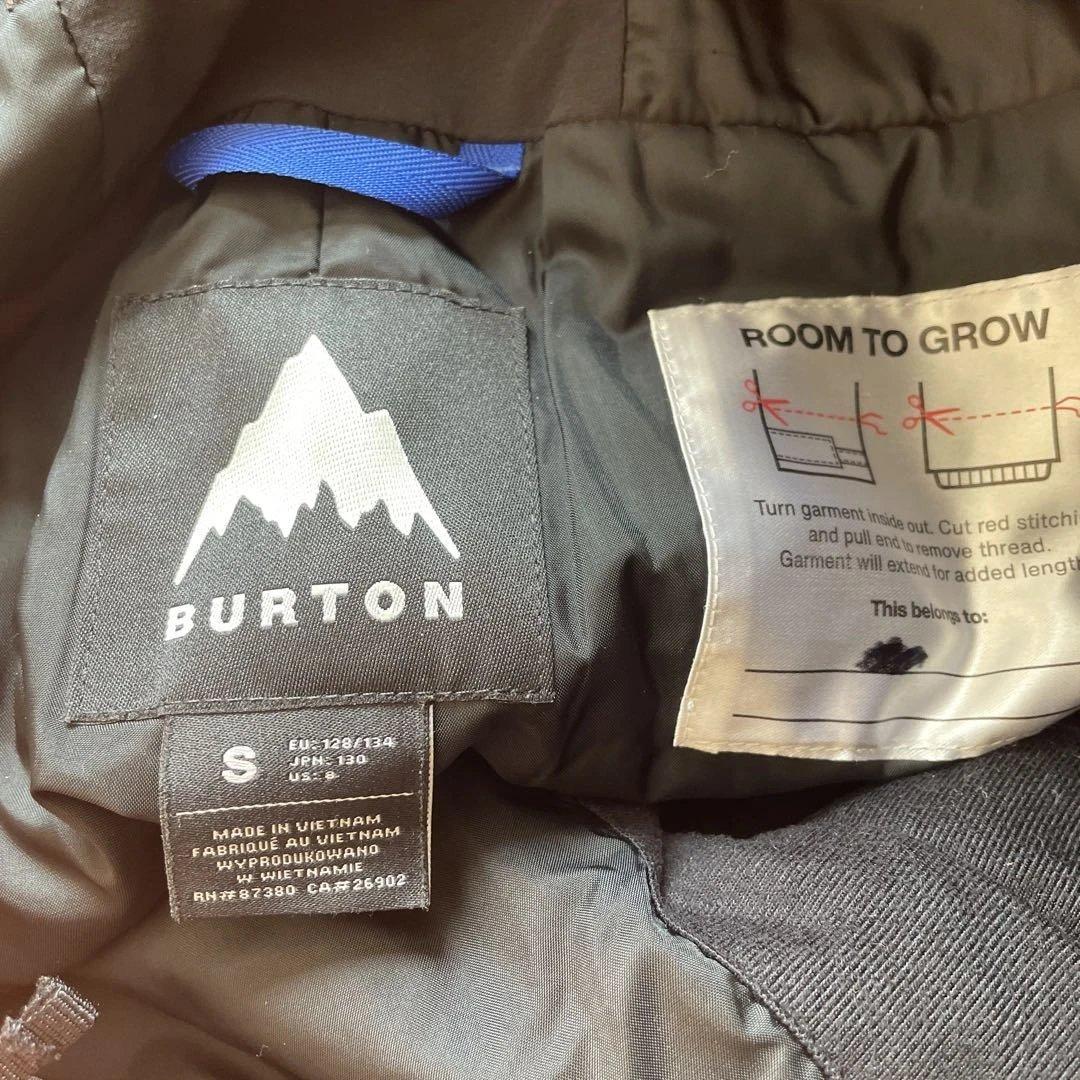 BURTON
S
EU: 128/134
JPN: 130
US: 8
MADE IN VIETNAM
FABRIQUÉ AU VIETNAM
WYPRODUKOWANO
W WIETNAMIE
RN#87380 CA#26902
ROOM TO GROW
Turn garment inside out. Cut red stitchi
and pull end to remove thread.
Garment will extend for added length
This belongs to: